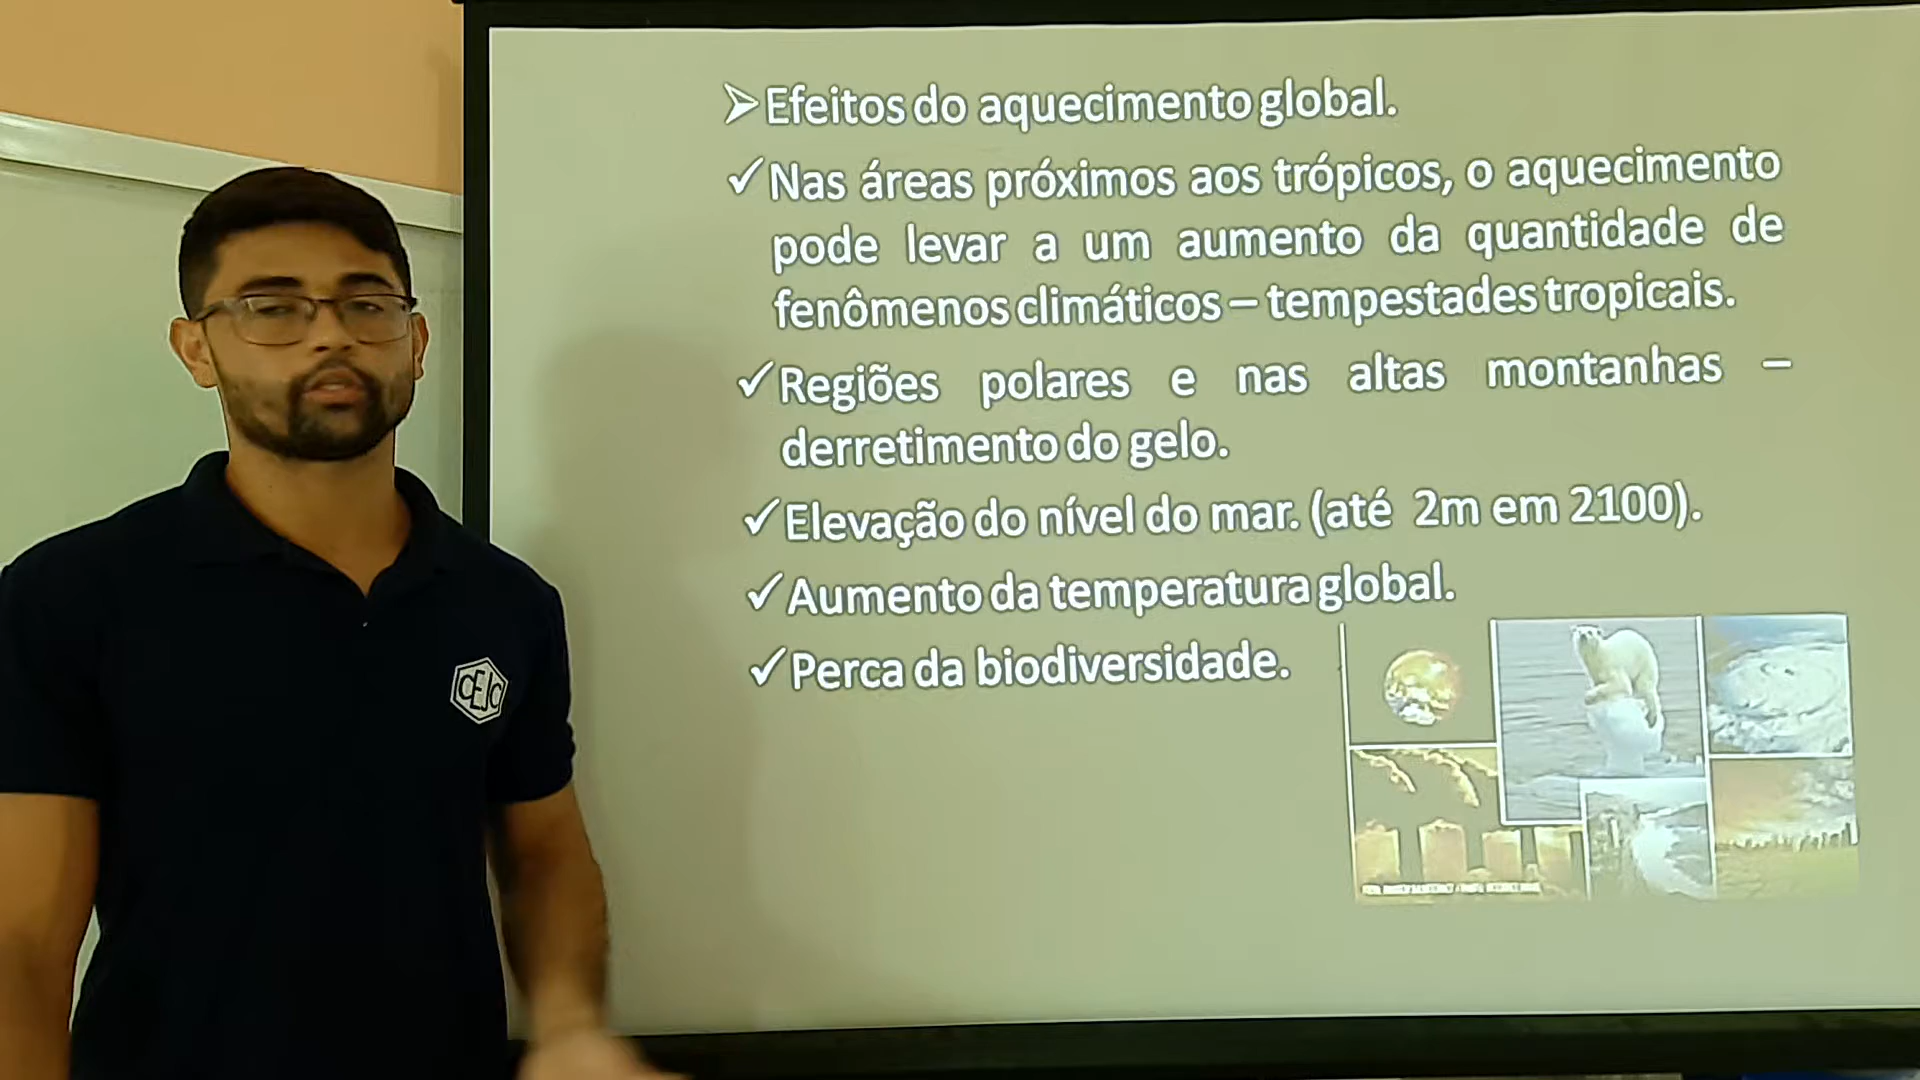 ➢Efeitos do aquecimento global.
✓Nas áreas próximos aos trópicos, o aquecimento
pode levar a um aumento da quantidade de
fenômenos climáticos – tempestades tropicais.
✓Regiões polares e nas altas montanhas –
derretimento do gelo.
✓Elevação do nível do mar. (até 2m em 2100).
✓Aumento da temperatura global.
✓Perca da biodiversidade.
CEJC